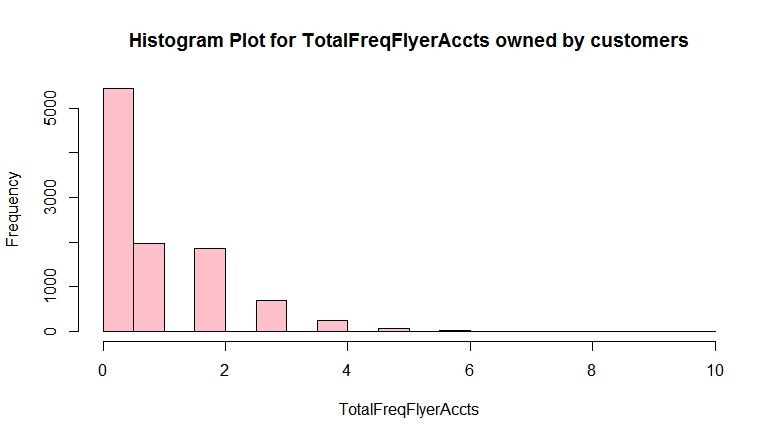 Histogram Plot for TotalFreqFlyerAccts owned by customers
Frequency
5000
3000
1000
0
0 2 4 6 8 10
TotalFreqFlyerAccts